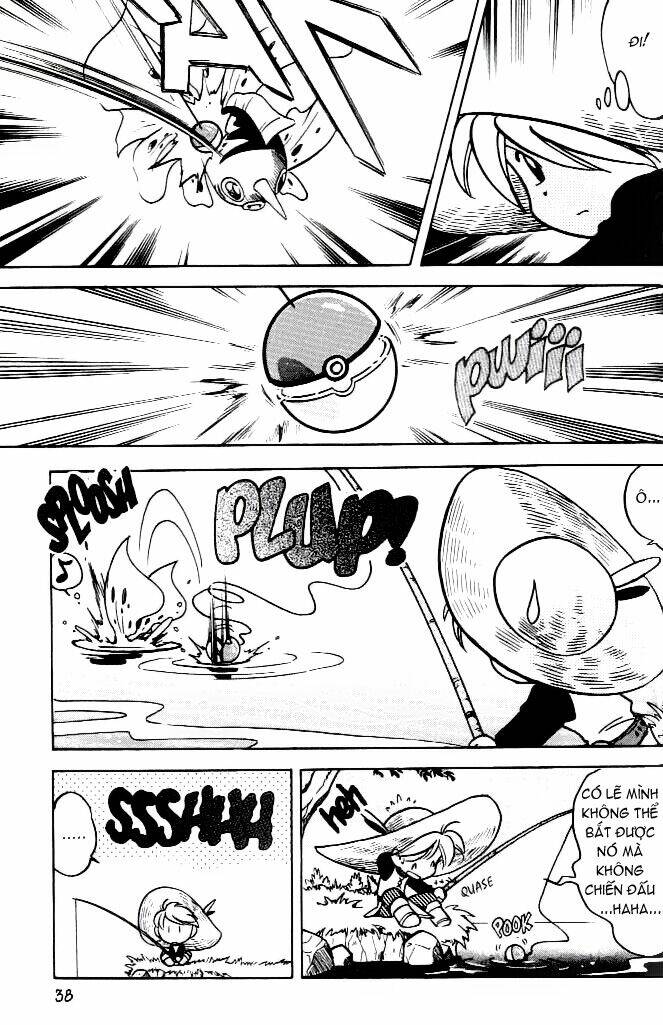 ĐI!
pwiiii
SPLOOSH
PLUP!
Ô...
.....
SSSHHH
heh
QUASE
POOK
CÓ LẼ MÌNH
KHÔNG THỂ
BẮT ĐƯỢC
NÓ MÀ
KHÔNG
CHIẾN ĐẤU
...HAHA...
38